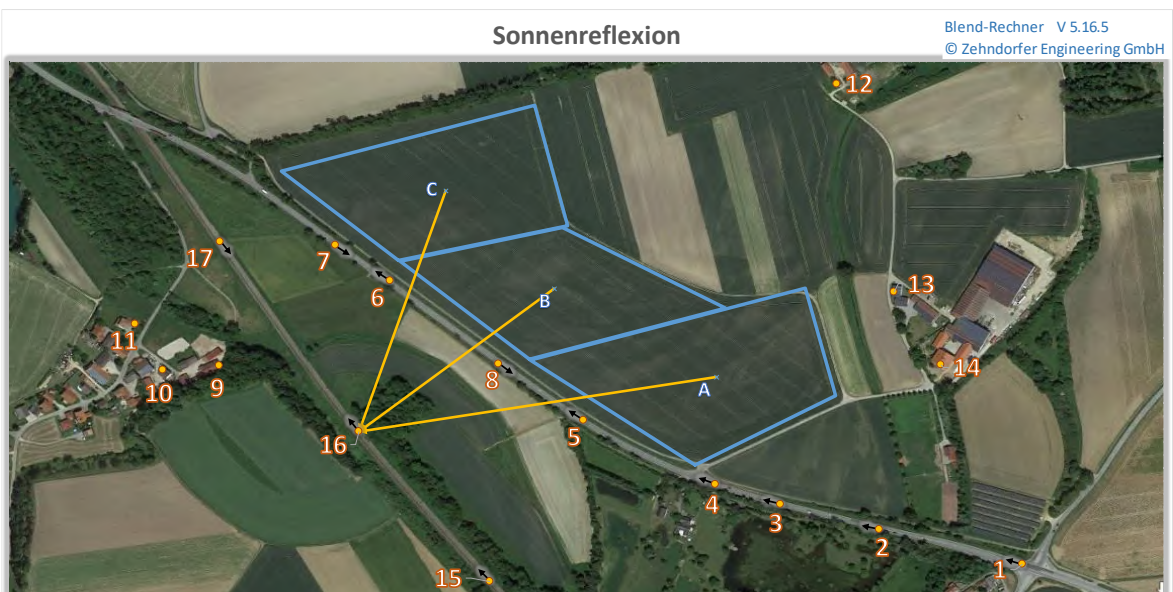 Sonnenreflexion
Blend-Rechner V 5.16.5
© Zehndorfer Engineering GmbH
12
C
17
7
6
B
13
11
10
9
8
A
14
16
5
4
3
2
1
15